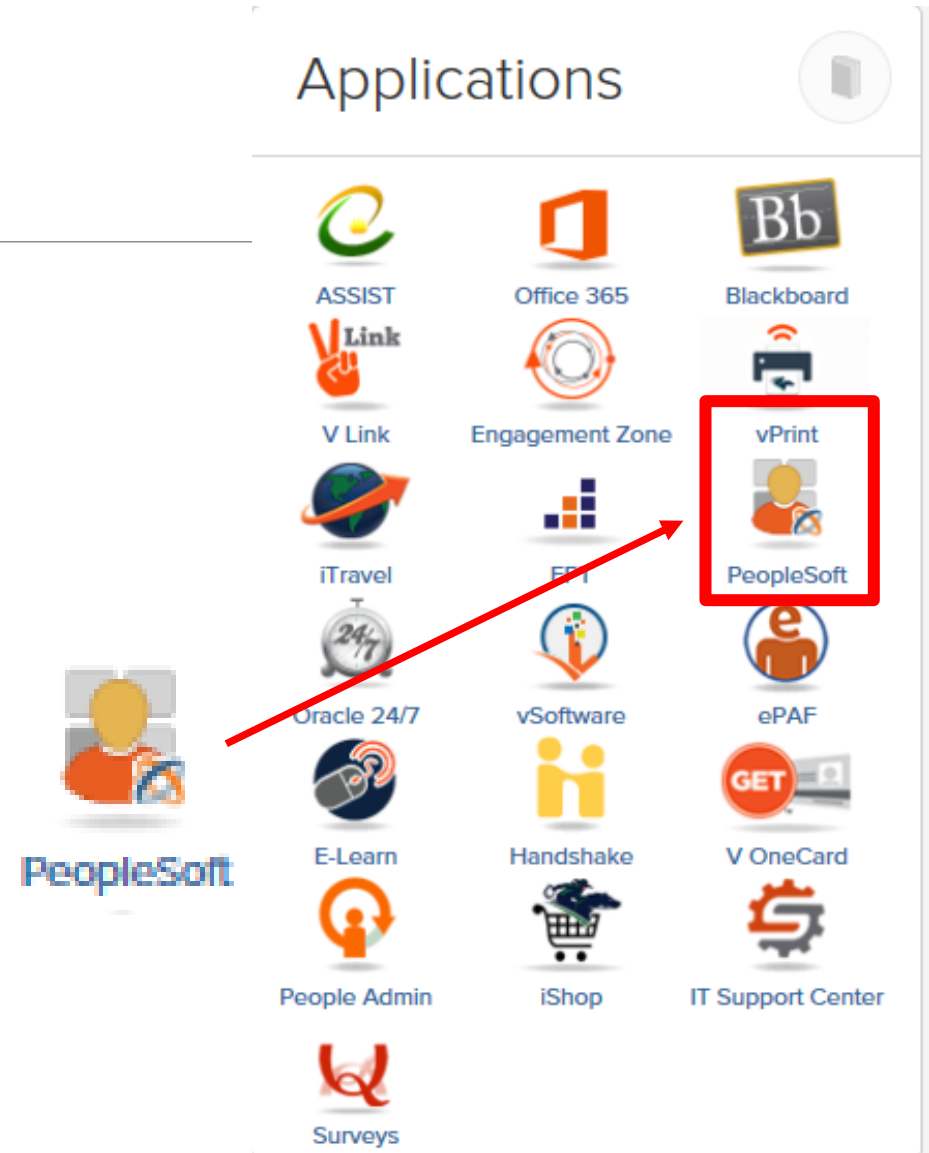 Applications
Bb
ASSIST Office 365 Blackboard
Link
V Link Engagement Zone vPrint
iTravel PeopleSoft
24/7
e
Oracle 24/7 vSoftware ePAF
GET
E-Learn Handshake V OneCard
PeopleSoft
People Admin iShop IT Support Center
Surveys